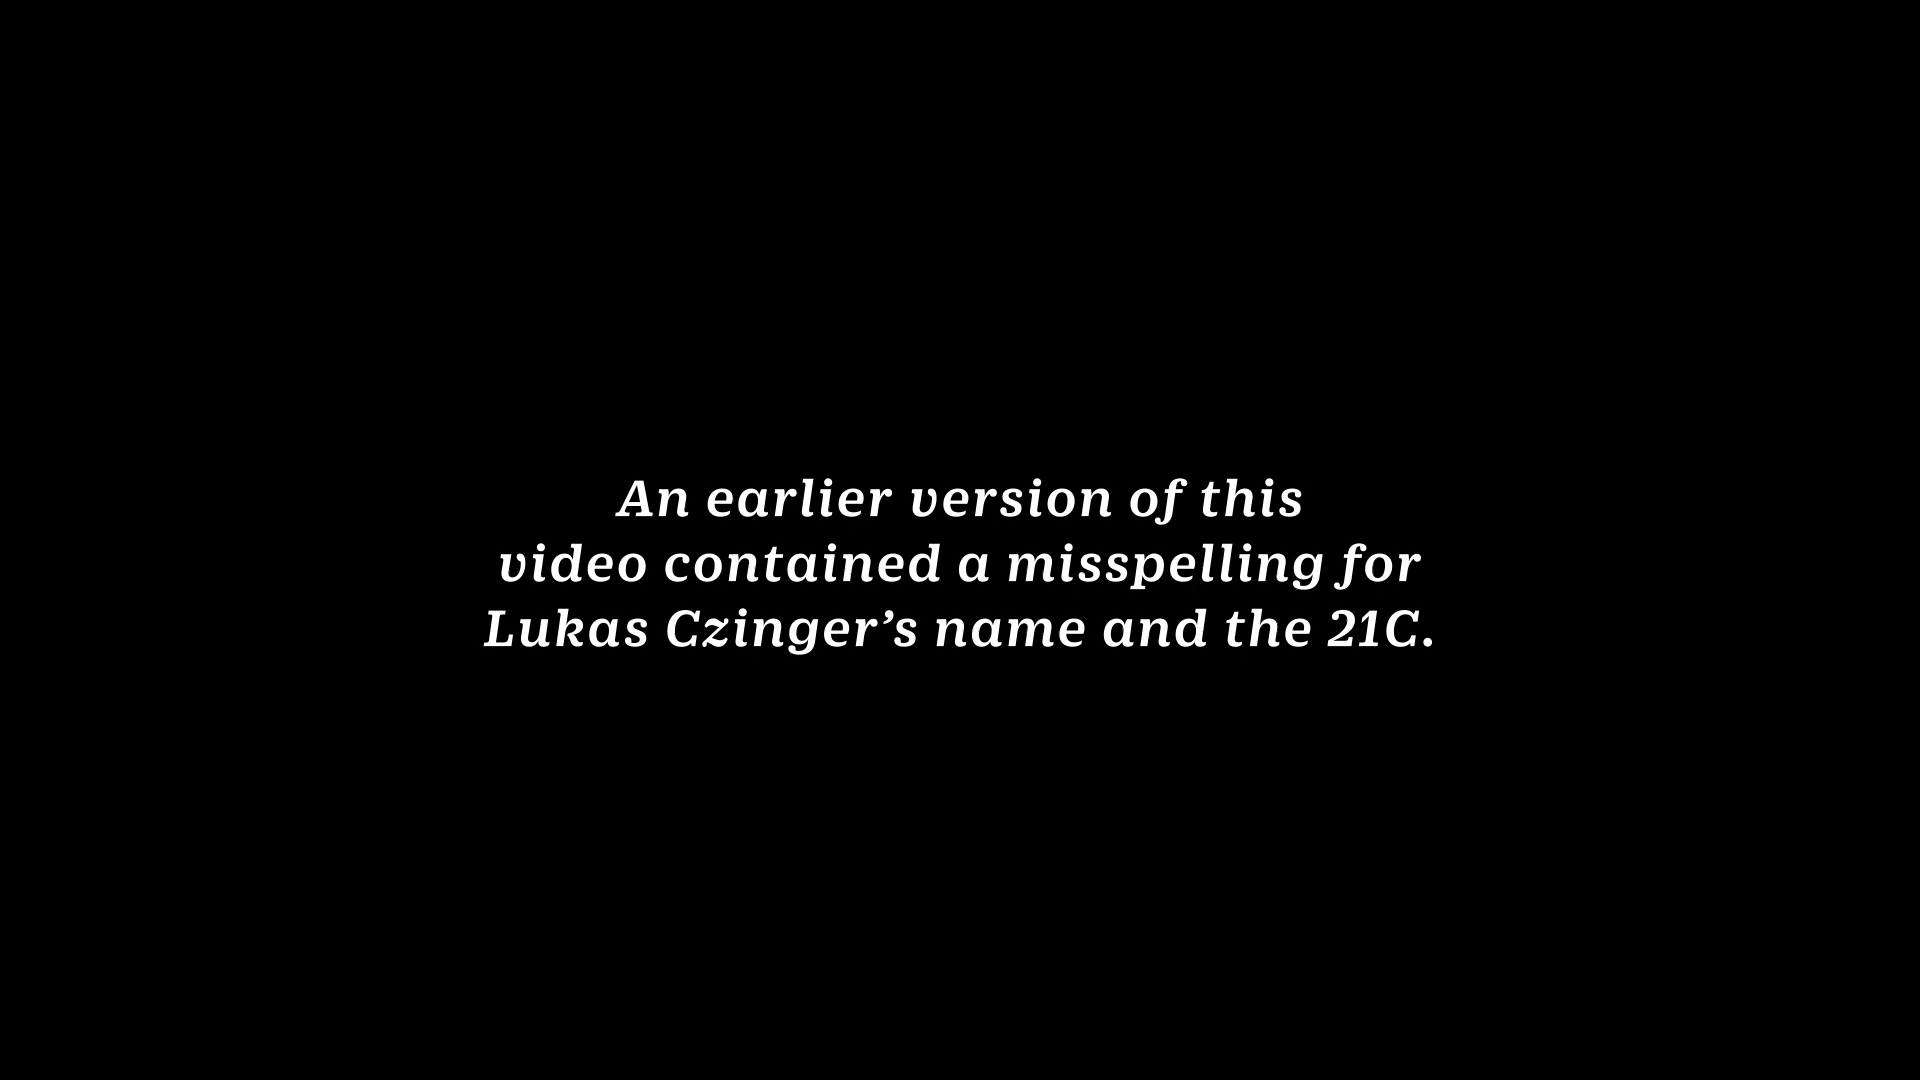 An earlier version of this
video contained a misspelling for
Lukas Czinger’s name and the 21C.